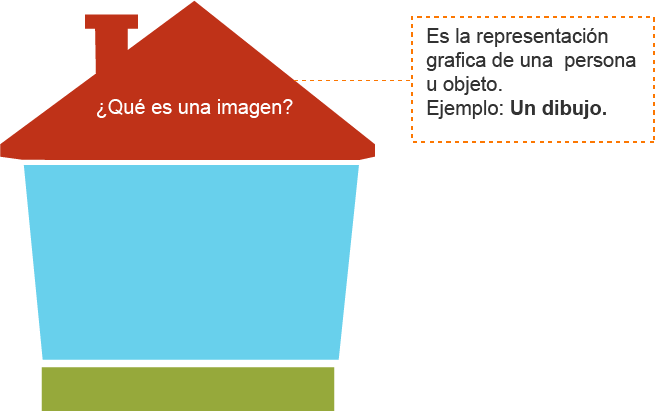 ¿Qué es una imagen?
Es la representación
grafica de una  persona
u objeto.
Ejemplo: Un dibujo.